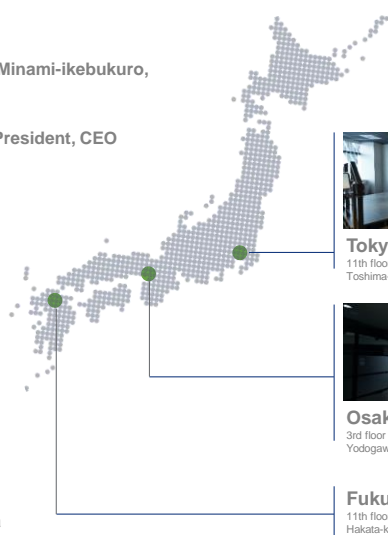 Minami-ikebukuro,
President, CEO
Toky
11th floo
Toshima-
Osak
3rd floor
Yodogaw
Fuku
11th floo
Hakata-k